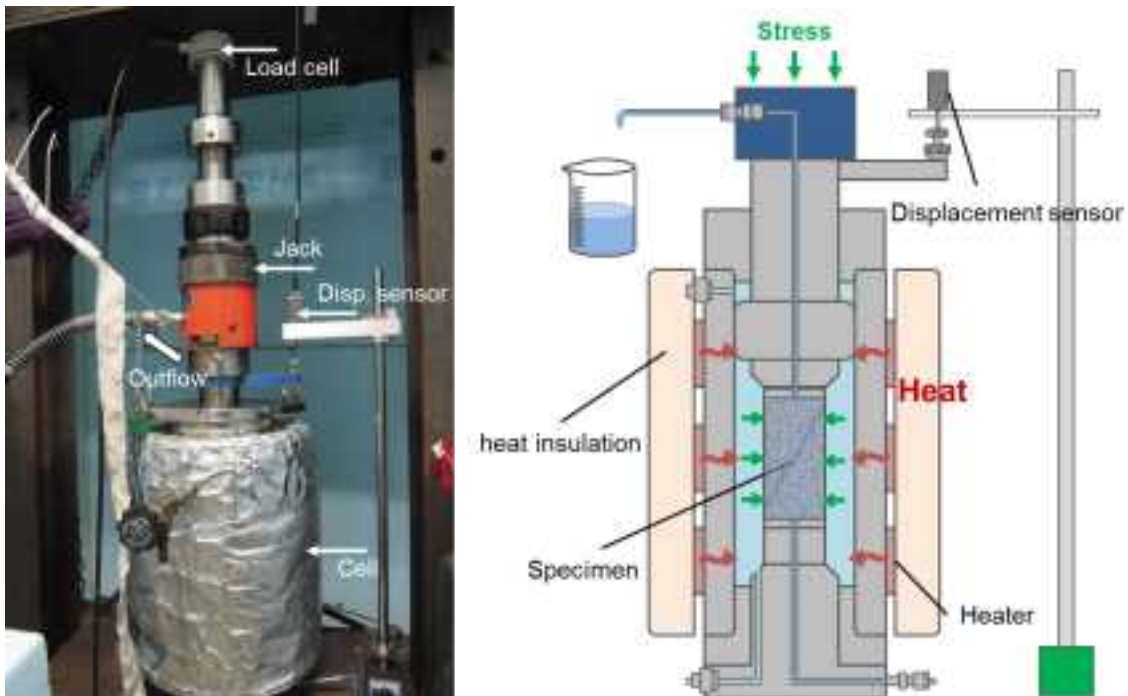 Load cell
Jack
Disp. sensor
Outflow
Cell
Stress
Displacement sensor
Heat
heat insulation
Specimen
Heater